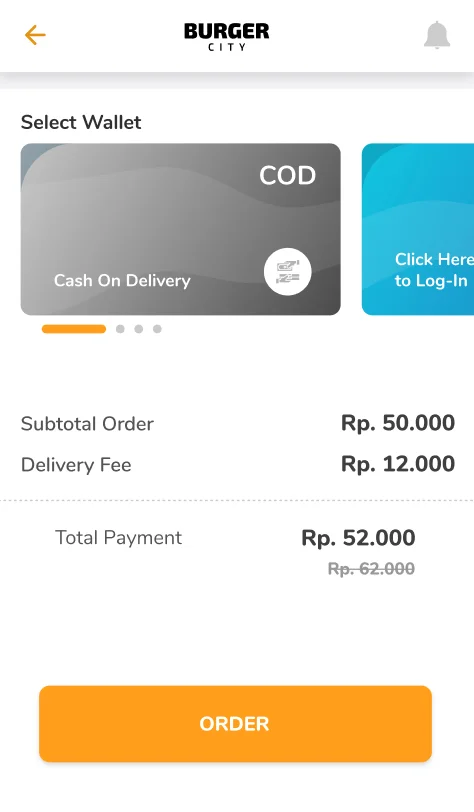 BURGER
CITY
Select Wallet
COD
Cash On Delivery
Click Here
to Log-In
Subtotal Order Rp. 50.000
Delivery Fee Rp. 12.000
Total Payment Rp. 52.000
Rp. 62.000
ORDER